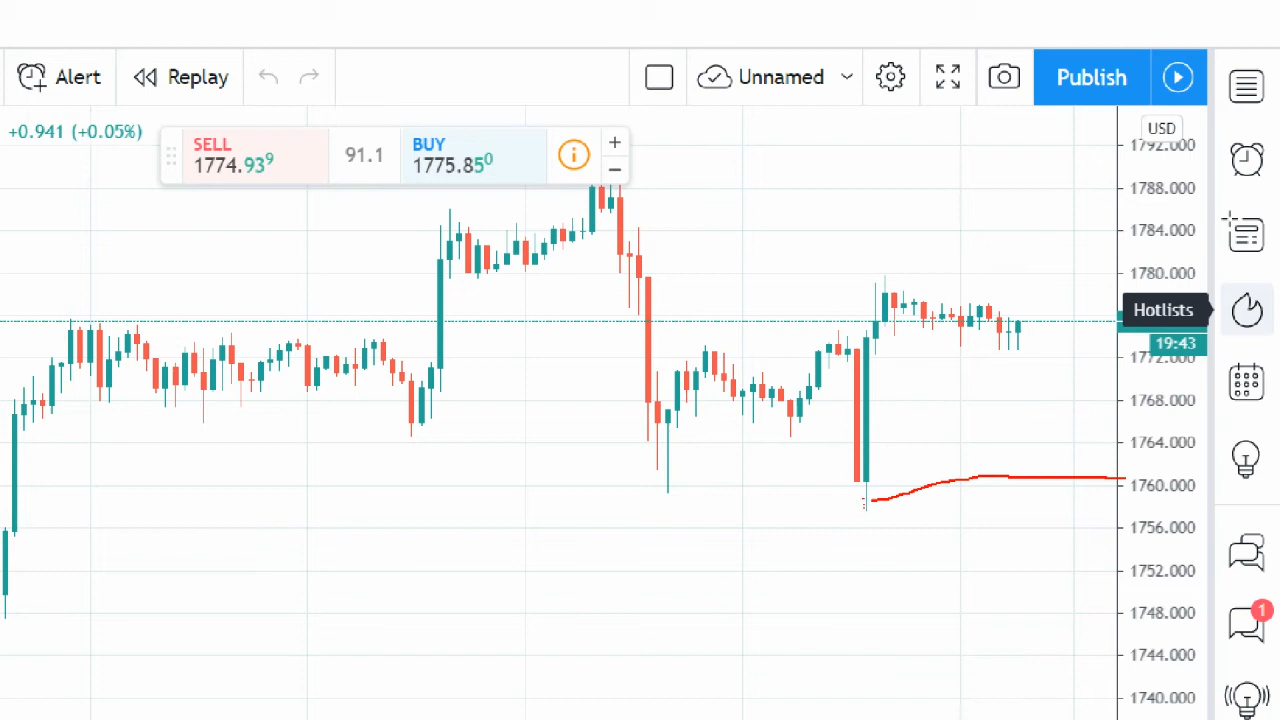 Alert
Replay
Unnamed
Publish
+0.941 (+0.05%)
SELL
1774.939
91.1
BUY
1775.850
+
−
USD
1792.000
1788.000
1784.000
1780.000
Hotlists
19:43
1772.000
1768.000
1764.000
1760.000
1756.000
1752.000
1748.000
1744.000
1740.000
1